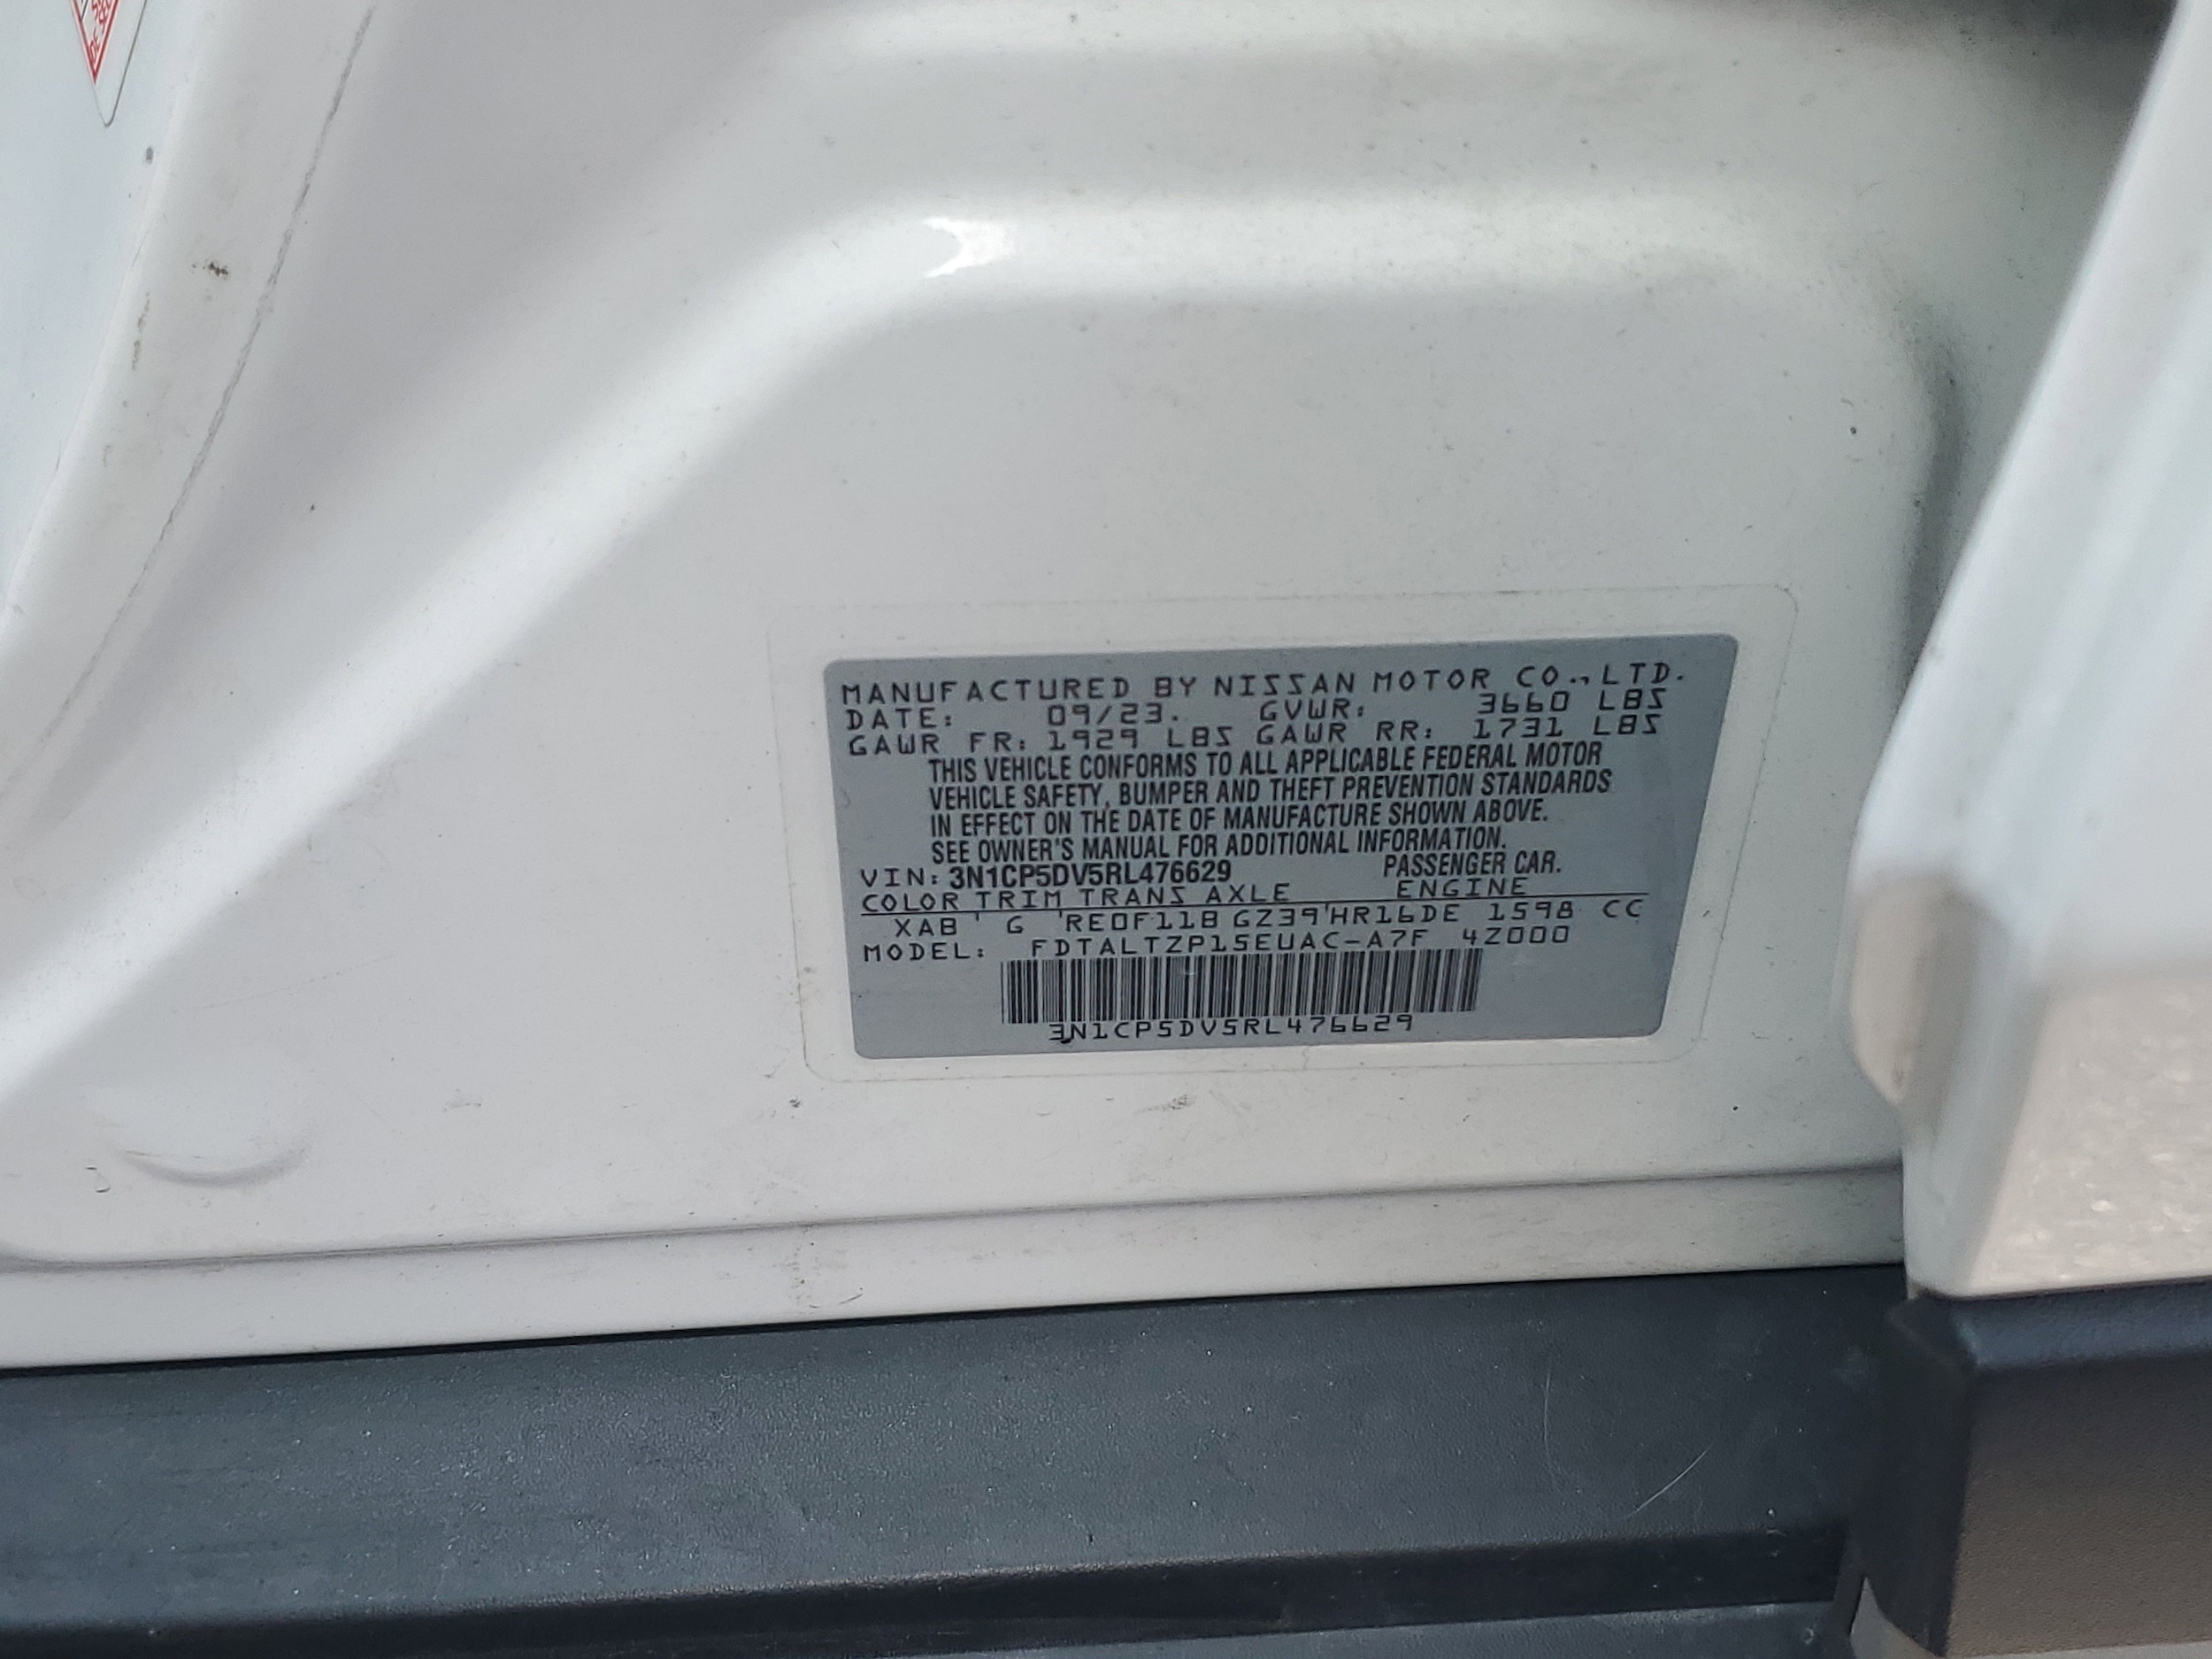 MANUFACTURED BY NISSAN MOTOR CO., LTD.
DATE: 09/23. GVWR: 3660 LBS
GAWR FR: 1929 LBS GAWR RR: 1731 LBS
THIS VEHICLE CONFORMS TO ALL APPLICABLE FEDERAL MOTOR
VEHICLE SAFETY, BUMPER AND THEFT PREVENTION STANDARDS
IN EFFECT ON THE DATE OF MANUFACTURE SHOWN ABOVE.
SEE OWNER'S MANUAL FOR ADDITIONAL INFORMATION.
VIN: 3N1CP5DV5RL476629 PASSENGER CAR.
COLOR TRIM TRANS AXLE ENGINE
XAB G RE0F11B GZ39 HR16DE 1598 CC
MODEL: FDTALTZP15EUAC-A7F 4Z000
3N1CP5DV5RL476629